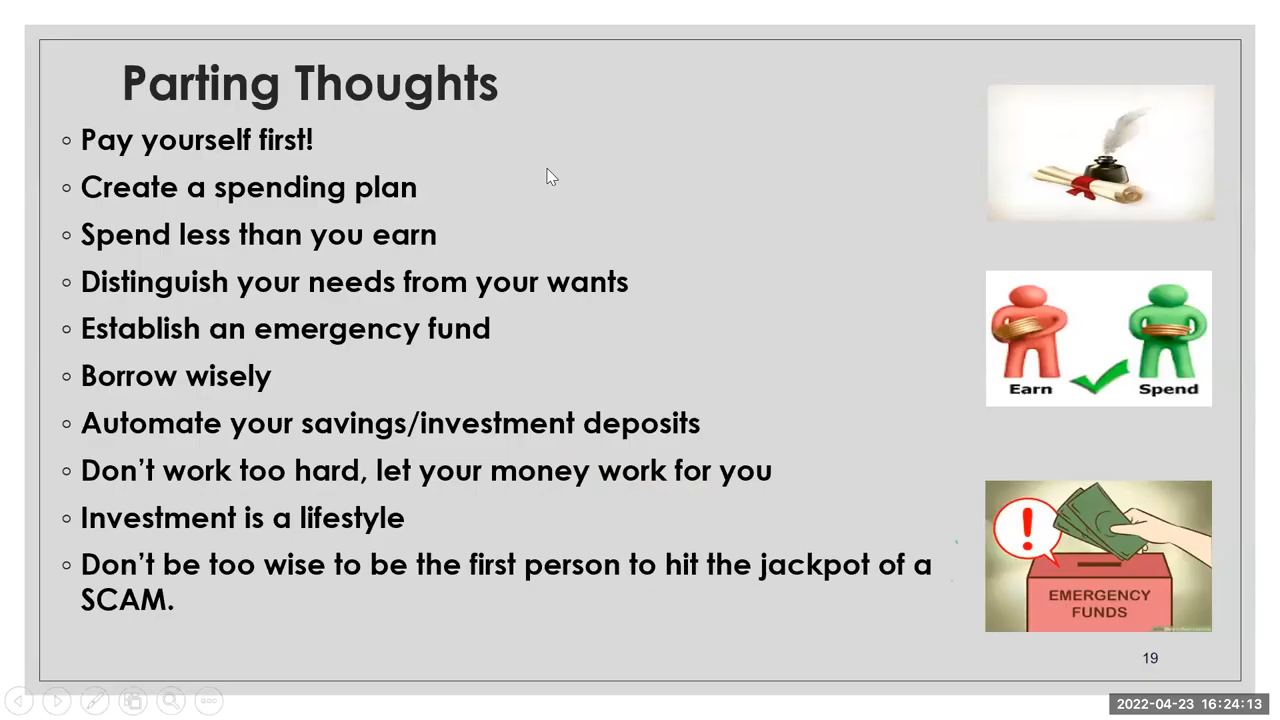 Parting Thoughts
◦ Pay yourself first!
◦ Create a spending plan
◦ Spend less than you earn
◦ Distinguish your needs from your wants
◦ Establish an emergency fund
◦ Borrow wisely
◦ Automate your savings/investment deposits
◦ Don’t work too hard, let your money work for you
◦ Investment is a lifestyle
◦ Don’t be too wise to be the first person to hit the jackpot of a
SCAM.
Earn Spend
!
EMERGENCY
FUNDS
19
2022-04-23 16:24:13